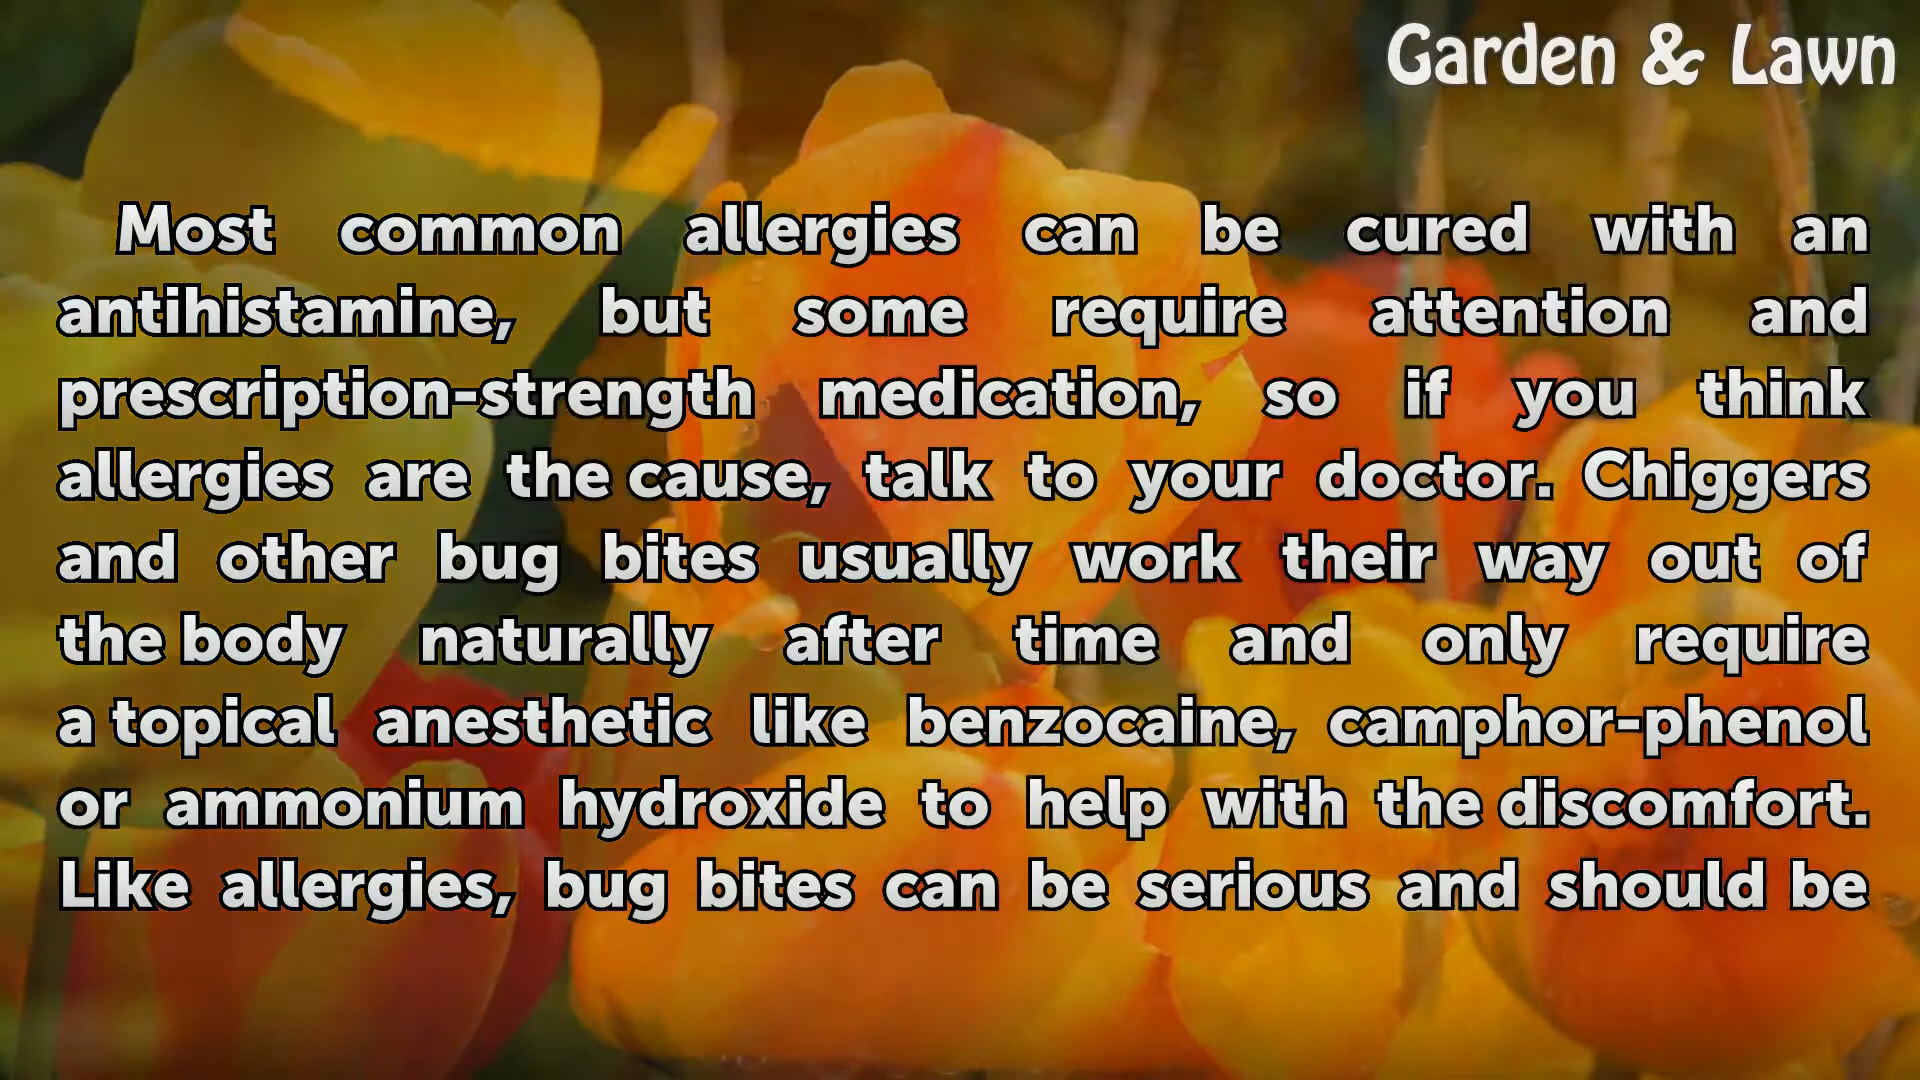 Garden & Lawn
Most common allergies can be cured with an
antihistamine, but some require attention and
prescription-strength medication, so if you think
allergies are the cause, talk to your doctor. Chiggers
and other bug bites usually work their way out of
the body naturally after time and only require
a topical anesthetic like benzocaine, camphor-phenol
or ammonium hydroxide to help with the discomfort.
Like allergies, bug bites can be serious and should be